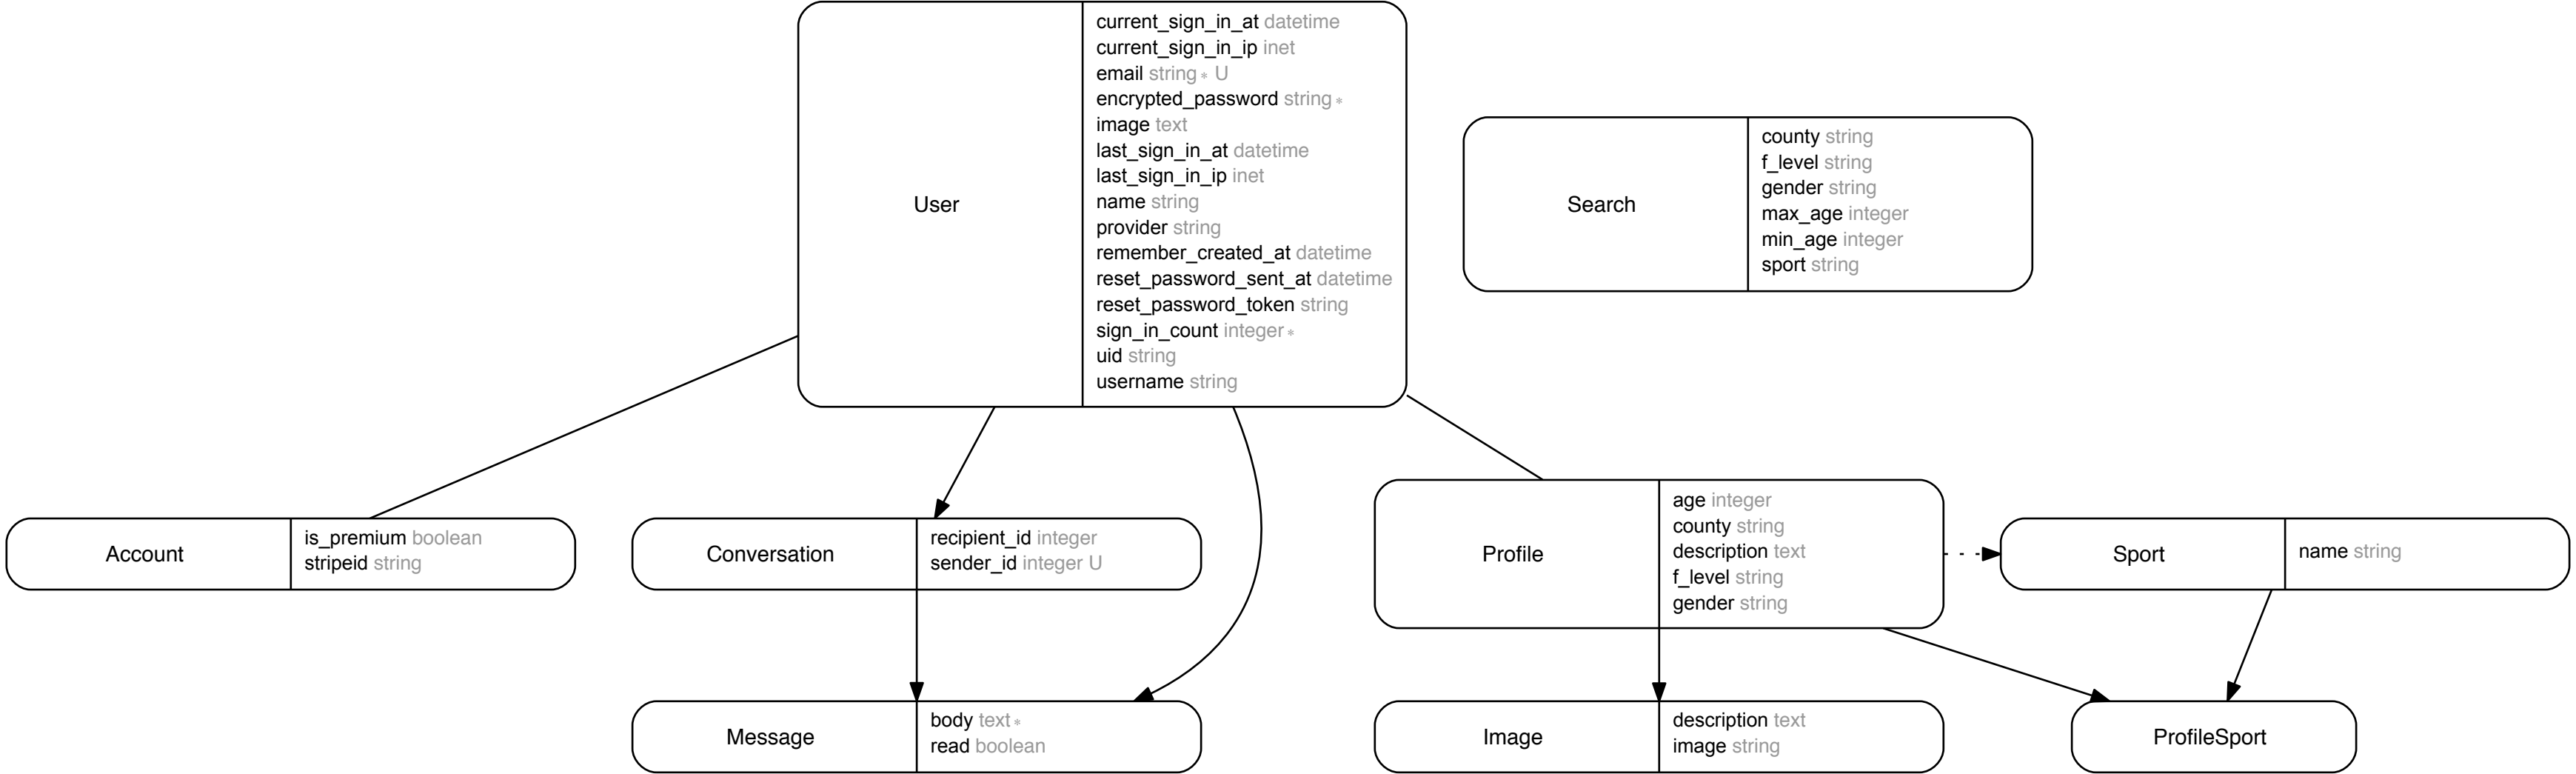 User
current_sign_in_at datetime
current_sign_in_ip inet
email string * U
encrypted_password string *
image text
last_sign_in_at datetime
last_sign_in_ip inet
name string
provider string
remember_created_at datetime
reset_password_sent_at datetime
reset_password_token string
sign_in_count integer *
uid string
username string
Search
county string
f_level string
gender string
max_age integer
min_age integer
sport string
Account
is_premium boolean
stripeid string
Conversation
recipient_id integer
sender_id integer U
Profile
age integer
county string
description text
f_level string
gender string
Sport
name string
Message
body text *
read boolean
Image
description text
image string
ProfileSport